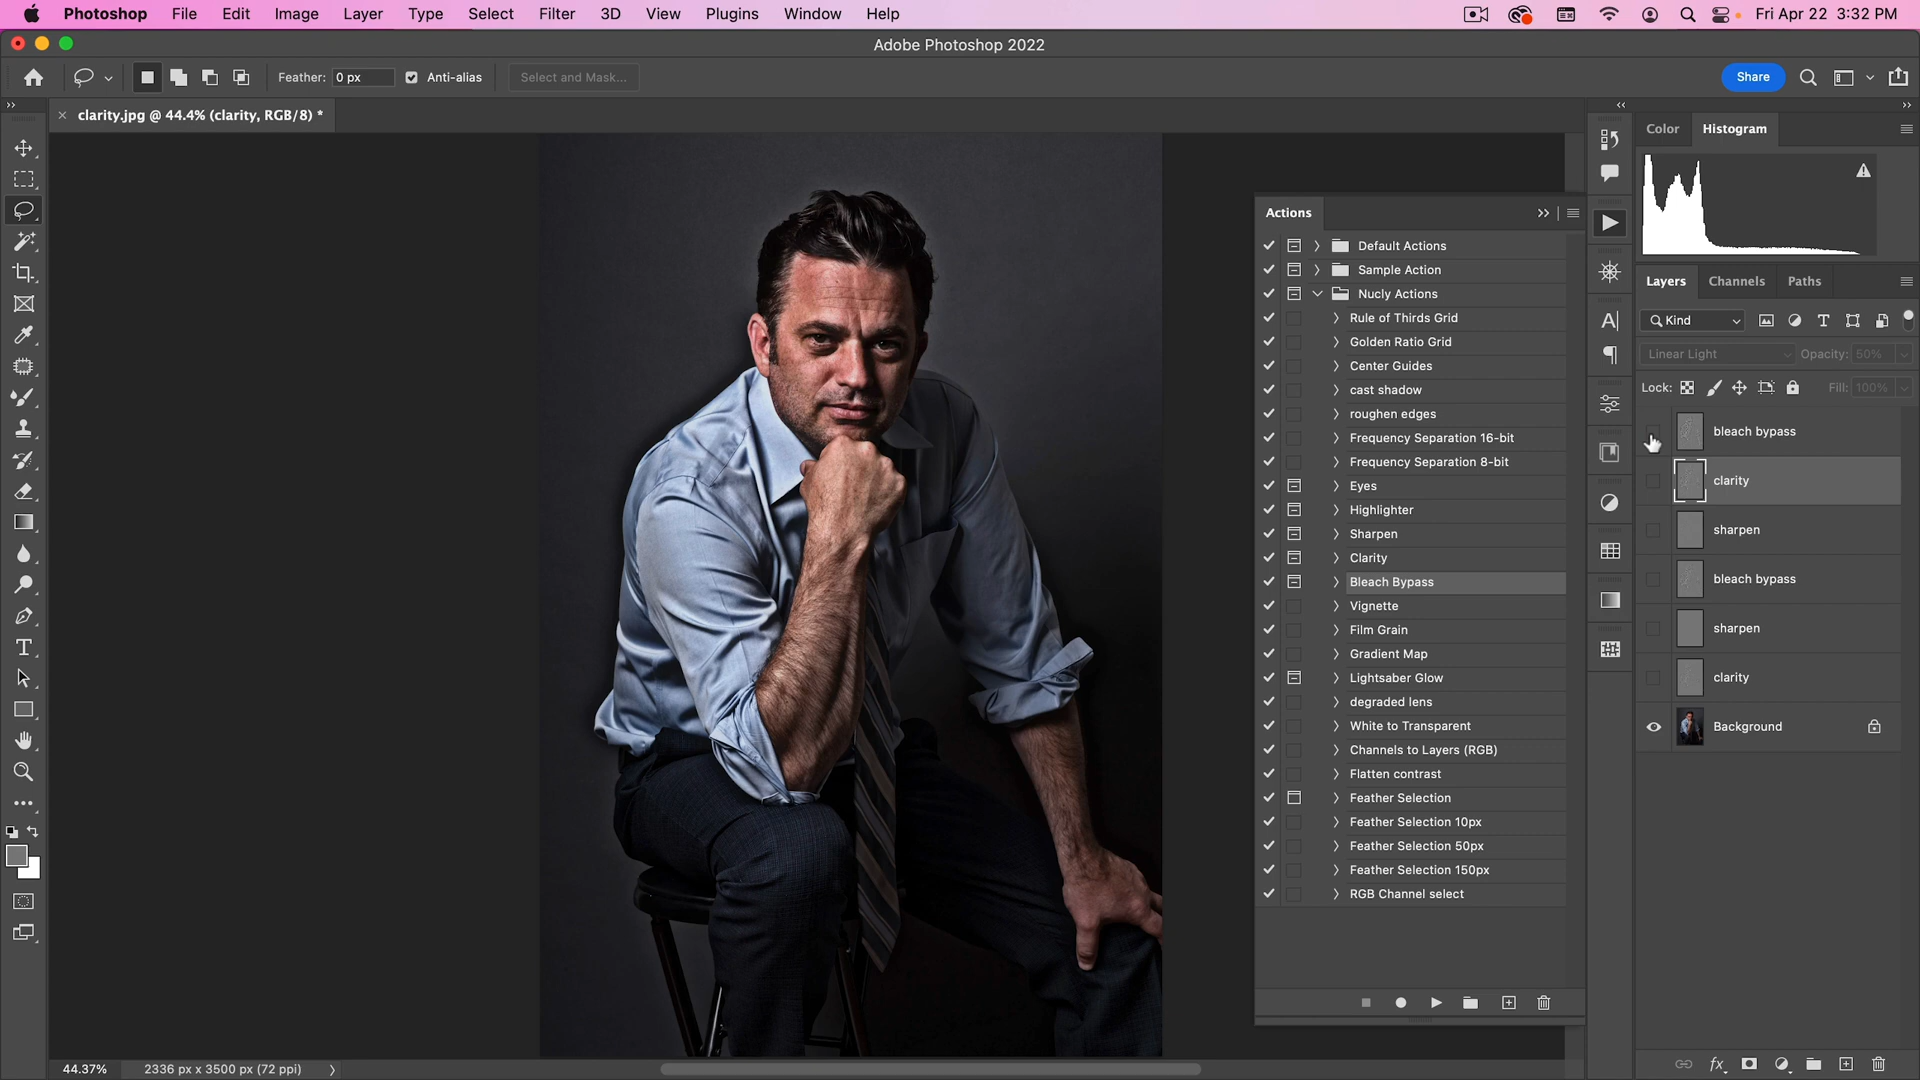 Photoshop File Edit Image Layer Type Select Filter 3D View Plugins Window Help Fri Apr 22 3:32 PM
Adobe Photoshop 2022
Feather: 0 px Anti-alias Select and Mask... Share
clarity.jpg @ 44.4% (clarity, RGB/8) *
Color Histogram
Actions
Default Actions
Sample Action
Nucly Actions
Rule of Thirds Grid
Golden Ratio Grid
Center Guides
cast shadow
roughen edges
Frequency Separation 16-bit
Frequency Separation 8-bit
Eyes
Highlighter
Sharpen
Clarity
Bleach Bypass
Vignette
Film Grain
Gradient Map
Lightsaber Glow
degraded lens
White to Transparent
Channels to Layers (RGB)
Flatten contrast
Feather Selection
Feather Selection 10px
Feather Selection 50px
Feather Selection 150px
RGB Channel select
Layers Channels Paths
Kind
Linear Light Opacity: 50%
Lock: Fill: 100%
bleach bypass
clarity
sharpen
bleach bypass
sharpen
clarity
Background
44.37% 2336 px x 3500 px (72 ppi)